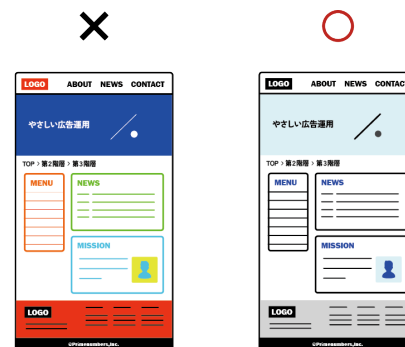 LOGO ABOUT NEWS CONTACT
やさしい広告運用
TOP > 第2階層 > 第3階層
MENU NEWS
MISSION
LOGO
©Primenumbers,Inc.
LOGO ABOUT NEWS CONTACT
やさしい広告運用
TOP > 第2階層 > 第3階層
MENU NEWS
MISSION
LOGO
©Primenumbers,Inc.